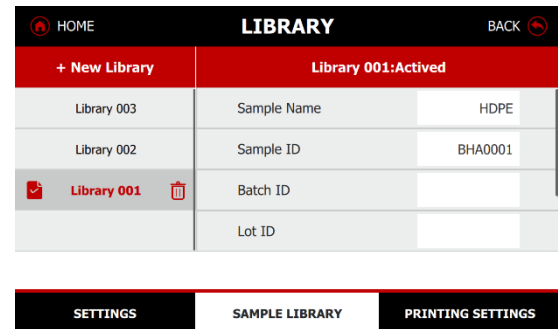 HOME
LIBRARY
BACK
+ New Library
Library 001:Actived
Library 003
Sample Name
HDPE
Library 002
Sample ID
BHA0001
Library 001
Batch ID
Lot ID
SETTINGS
SAMPLE LIBRARY
PRINTING SETTINGS